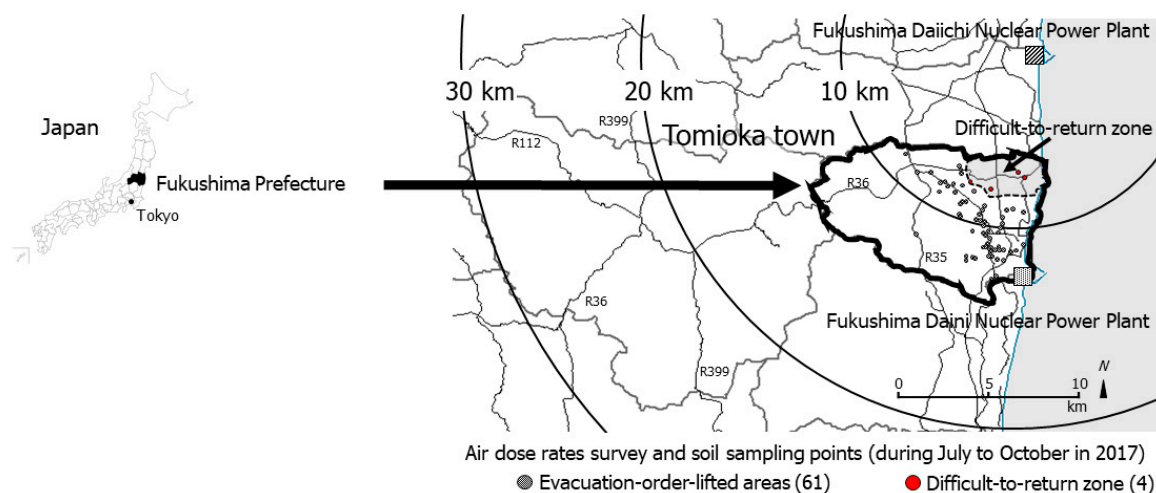 Japan
Fukushima Prefecture
Tokyo
Fukushima Daiichi Nuclear Power Plant
30 km
20 km
10 km
R399
Tomioka town
Difficult-to-return zone
R112
R36
R35
R36
Fukushima Daini Nuclear Power Plant
R399
0 5 10
km
N
Air dose rates survey and soil sampling points (during July to October in 2017)
Evacuation-order-lifted areas (61) Difficult-to-return zone (4)